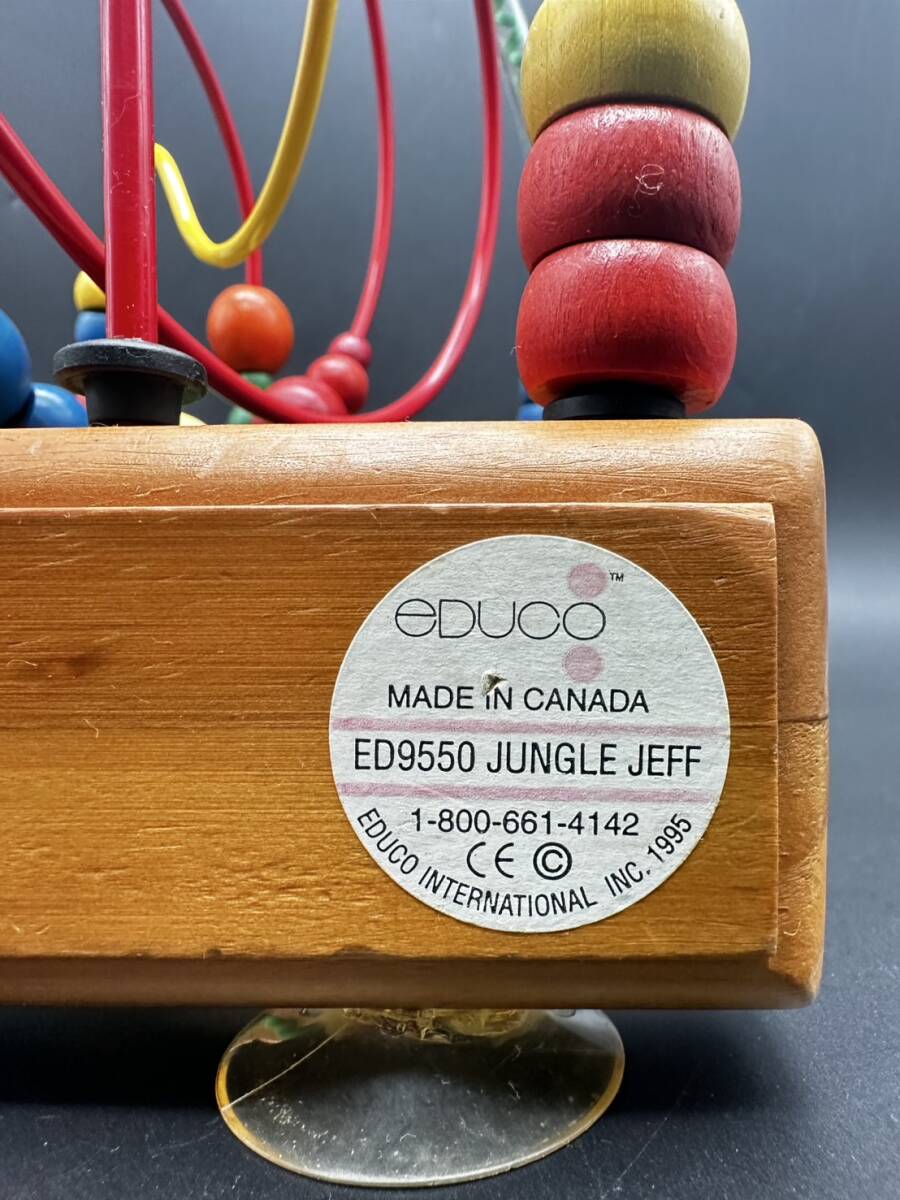 eDUCO™
MADE IN CANADA
ED9550 JUNGLE JEFF
1-800-661-4142
CE ©
EDUCO INTERNATIONAL INC. 1995